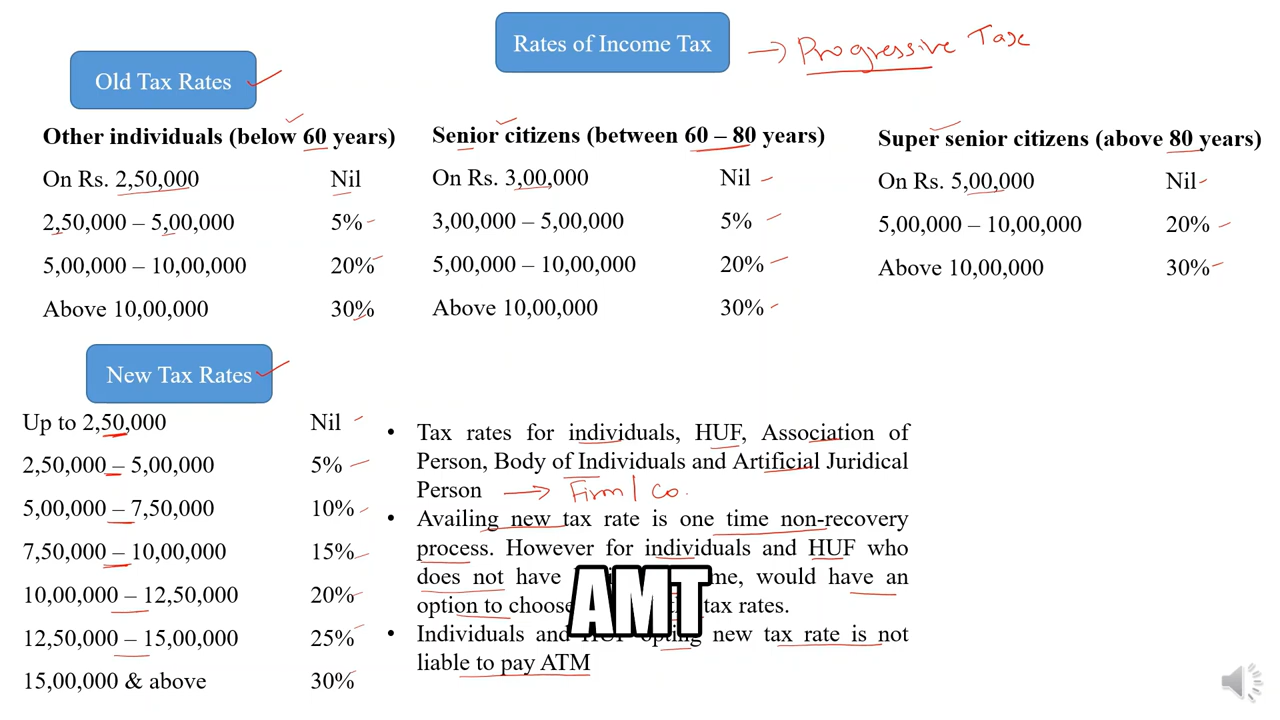 Rates of Income Tax → Progressive Tax
Old Tax Rates
Other individuals (below 60 years)
On Rs. 2,50,000 Nil
2,50,000 – 5,00,000 5%
5,00,000 – 10,00,000 20%
Above 10,00,000 30%
Senior citizens (between 60 – 80 years)
On Rs. 3,00,000 Nil
3,00,000 – 5,00,000 5%
5,00,000 – 10,00,000 20%
Above 10,00,000 30%
Super senior citizens (above 80 years)
On Rs. 5,00,000 Nil
5,00,000 – 10,00,000 20%
Above 10,00,000 30%
New Tax Rates
Up to 2,50,000 Nil
2,50,000 – 5,00,000 5%
5,00,000 – 7,50,000 10%
7,50,000 – 10,00,000 15%
10,00,000 – 12,50,000 20%
12,50,000 – 15,00,000 25%
15,00,000 & above 30%
• Tax rates for individuals, HUF, Association of
Person, Body of Individuals and Artificial Juridical
Person → Firm | Co.
• Availing new tax rate is one time non-recovery
process. However for individuals and HUF who
does not have would have an
option to choose tax rates.
• Individuals and HUF opting new tax rate is not
liable to pay ATM
AMT